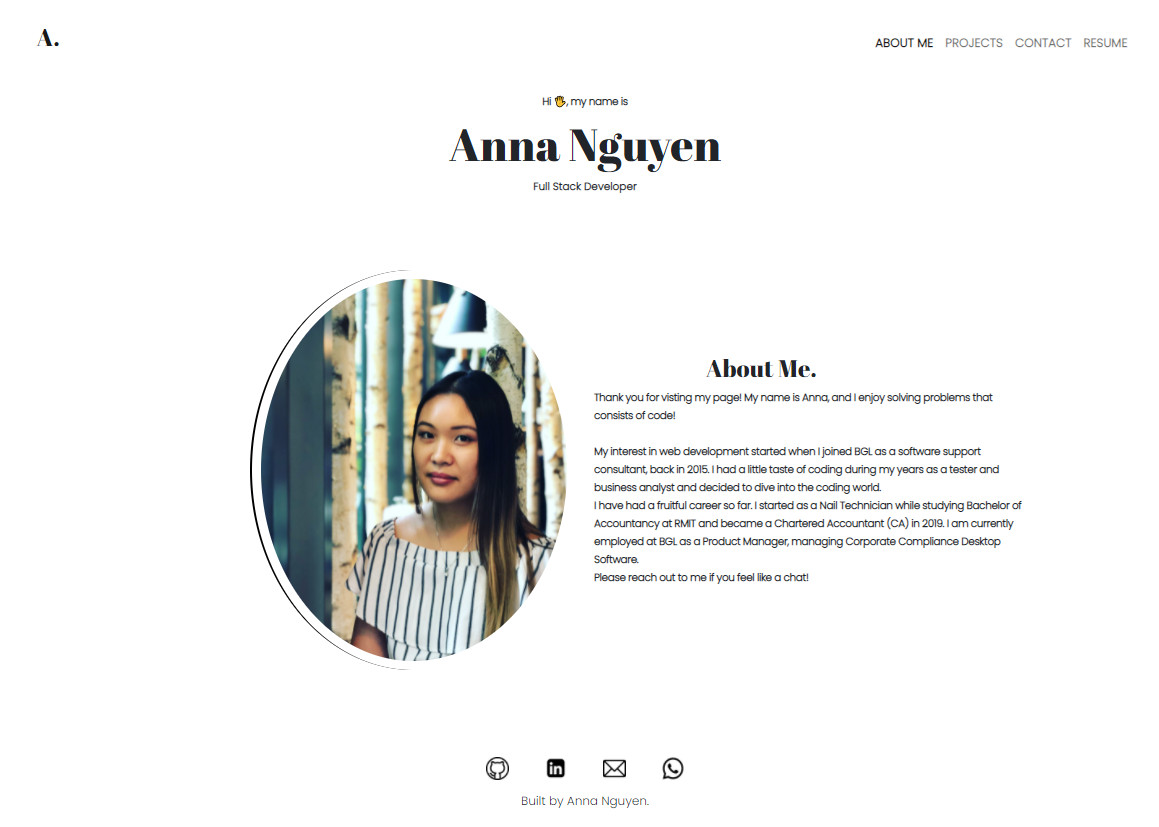 A.
ABOUT ME PROJECTS CONTACT RESUME
Hi 👋, my name is
Anna Nguyen
Full Stack Developer
About Me.
Thank you for visting my page! My name is Anna, and I enjoy solving problems that
consists of code!
My interest in web development started when I joined BGL as a software support
consultant, back in 2015. I had a little taste of coding during my years as a tester and
business analyst and decided to dive into the coding world.
I have had a fruitful career so far. I started as a Nail Technician while studying Bachelor of
Accountancy at RMIT and became a Chartered Accountant (CA) in 2019. I am currently
employed at BGL as a Product Manager, managing Corporate Compliance Desktop
Software.
Please reach out to me if you feel like a chat!
in
Built by Anna Nguyen.